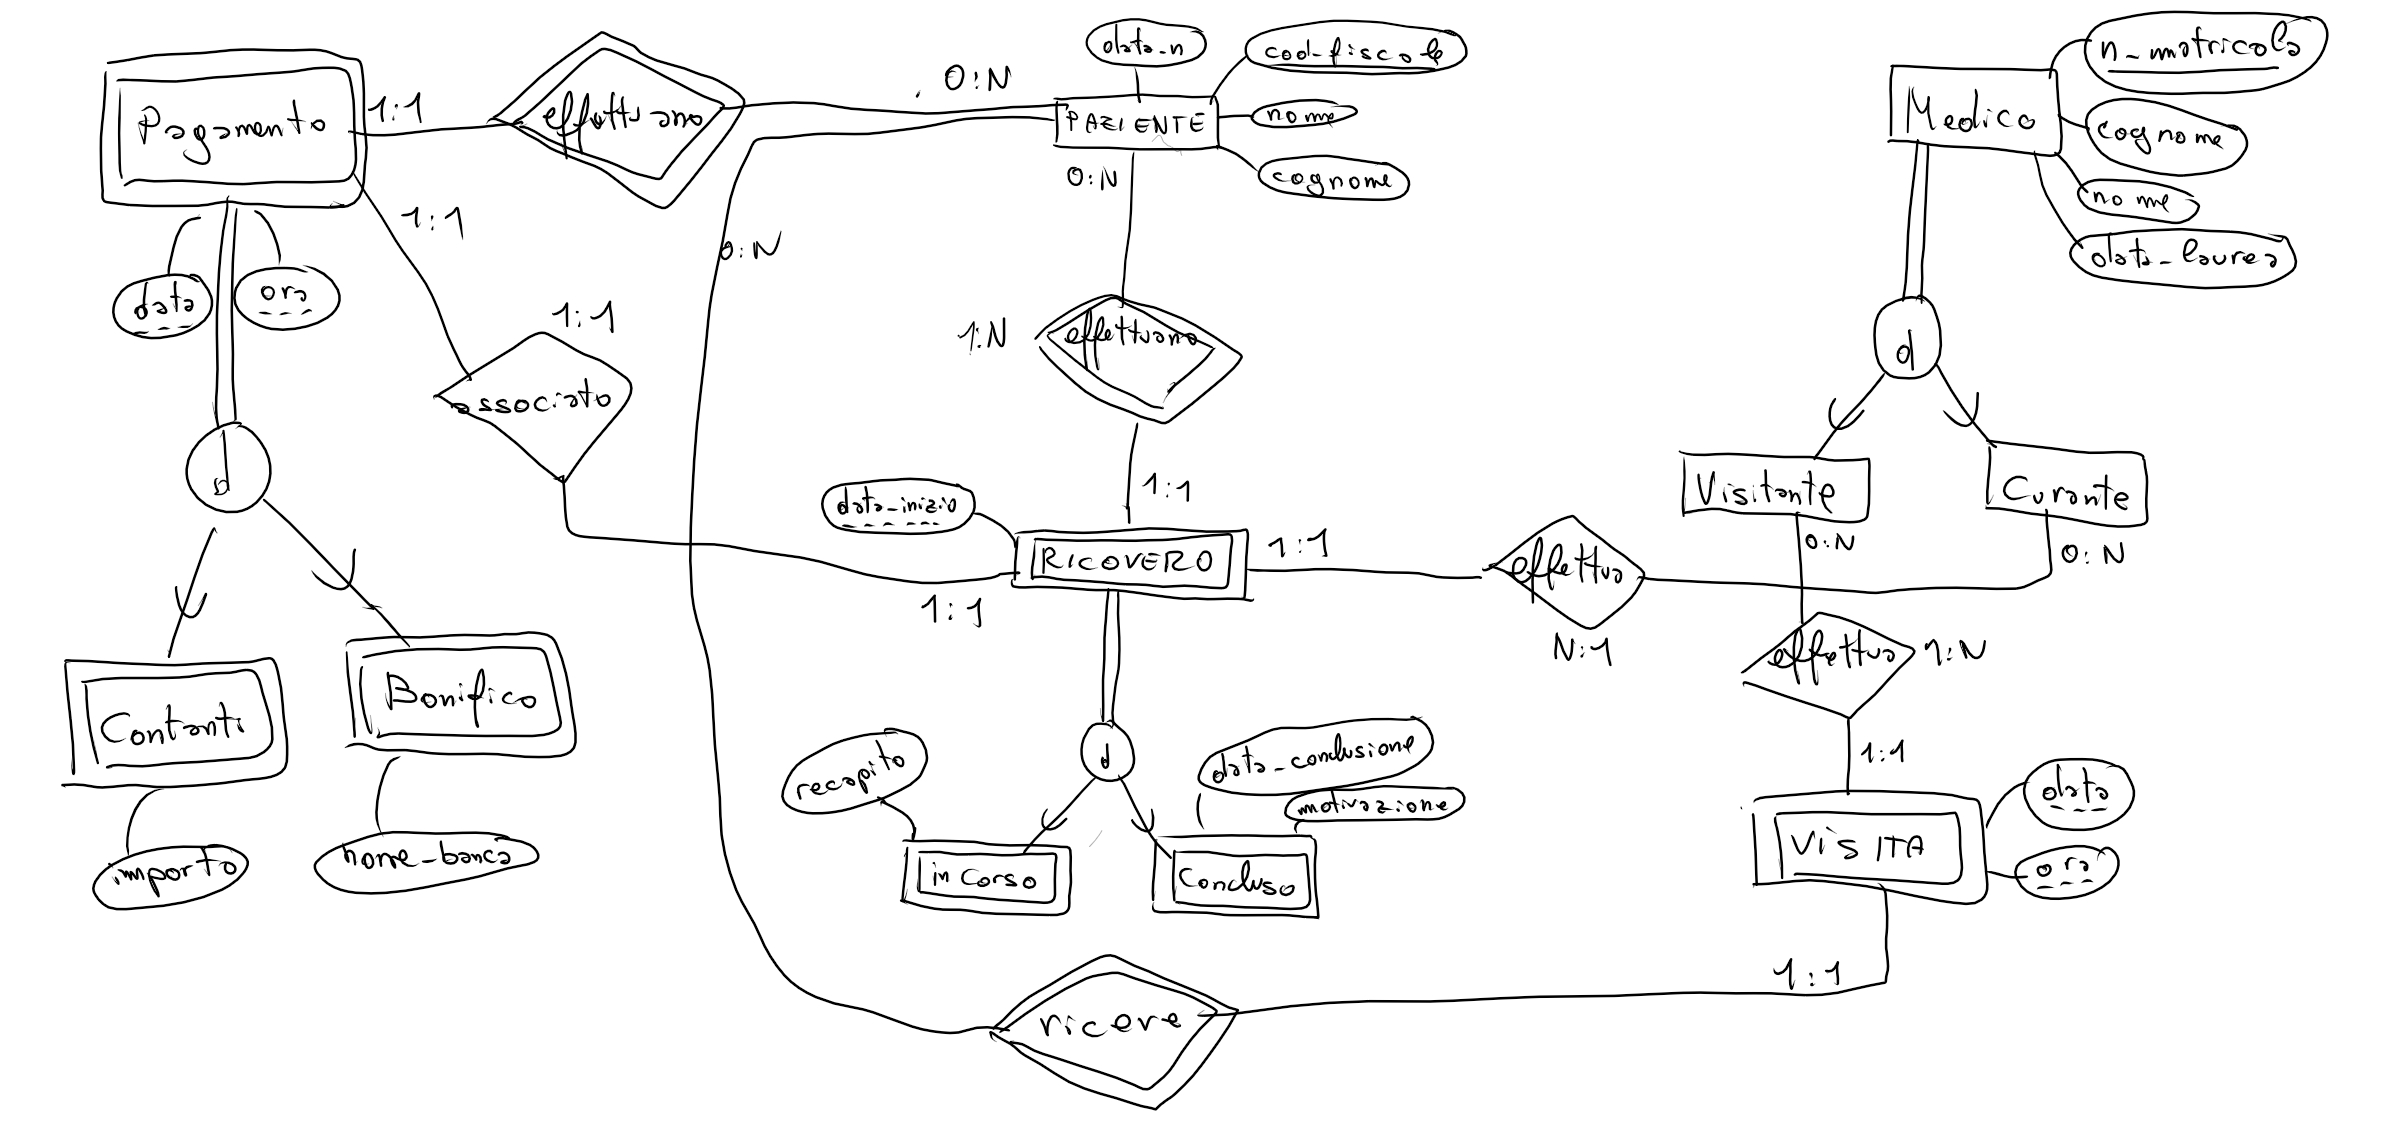 data_n
cod_fiscale
n_matricola
Pagamento
1:1
effettuano
0:N
PAZIENTE
nome
Medico
cognome
0:N
cognome
nome
1:1
0:N
data_laurea
data
ora
1:1
associato
1:N
effettuano
d
d
1:1
data_inizio
Visitante
Curante
RICOVERO
1:1
effettua
0:N
0:N
1:1
N:1
effettua
1:N
Contanti
Bonifico
d
recapito
data_conclusione
motivazione
1:1
data
importo
nome_banca
in Corso
Concluso
VISITA
ora
1:1
riceve